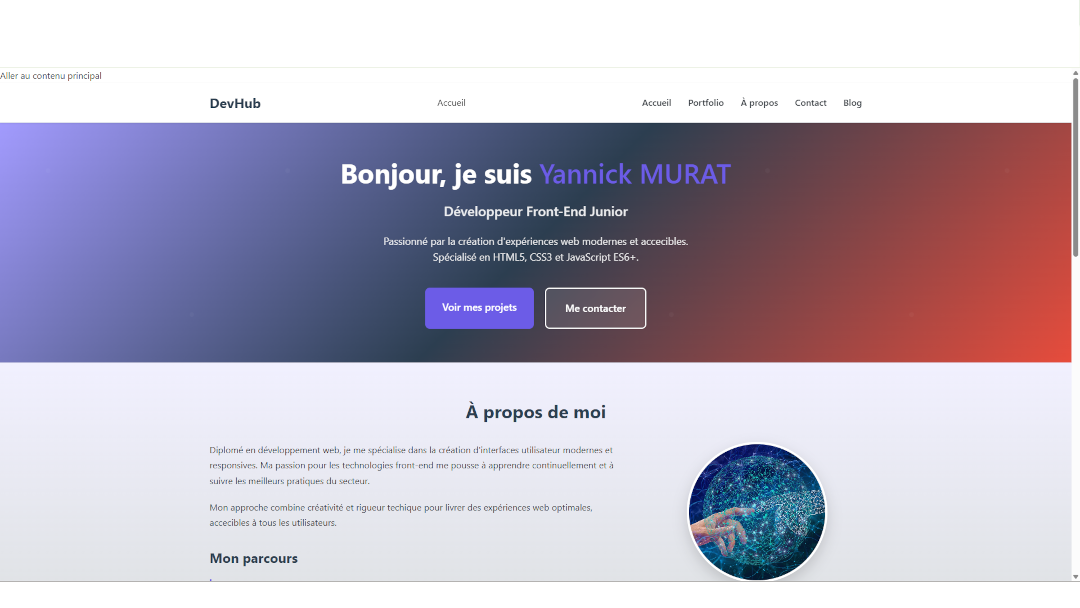 Aller au contenu principal
DevHub
Accueil
Accueil Portfolio À propos Contact Blog
Bonjour, je suis Yannick MURAT
Développeur Front-End Junior
Passionné par la création d'expériences web modernes et accecibles.
Spécialisé en HTML5, CSS3 et JavaScript ES6+.
Voir mes projets
Me contacter
À propos de moi
Diplomé en développement web, je me spécialise dans la création d'interfaces utilisateur modernes et
responsives. Ma passion pour les technologies front-end me pousse à apprendre continuellement et à
suivre les meilleurs pratiques du secteur.
Mon approche combine créativité et rigueur techique pour livrer des expériences web optimales,
accecibles à tous les utilisateurs.
Mon parcours